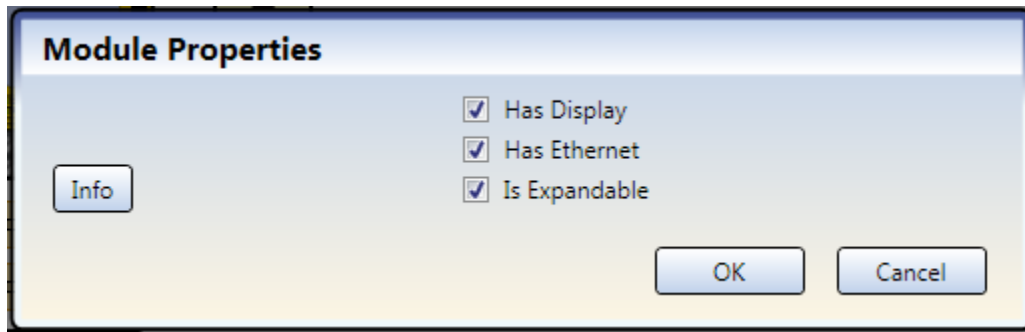 Module Properties
Has Display
Has Ethernet
Info
Is Expandable
OK
Cancel